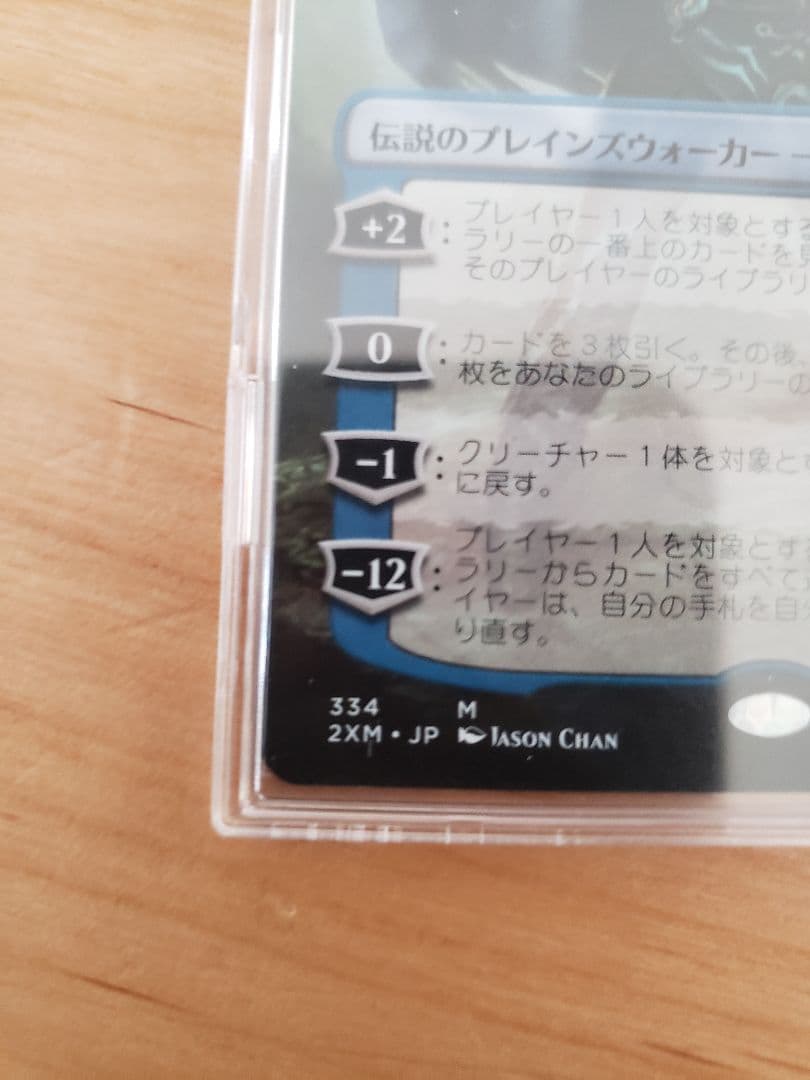 伝説のプレインズウォーカー —
+2 : プレイヤー1人を対象とする
ラリーの一番上のカードを見
そのプレイヤーのライブラリ
0 : カードを3枚引く。その後、
枚をあなたのライブラリーの
-1 : クリーチャー1体を対象と
に戻す。
-12 : プレイヤー1人を対象とす
ラリーからカードをすべて
イヤーは、自分の手札を自
り直す。
334 M
2XM • JP JASON CHAN